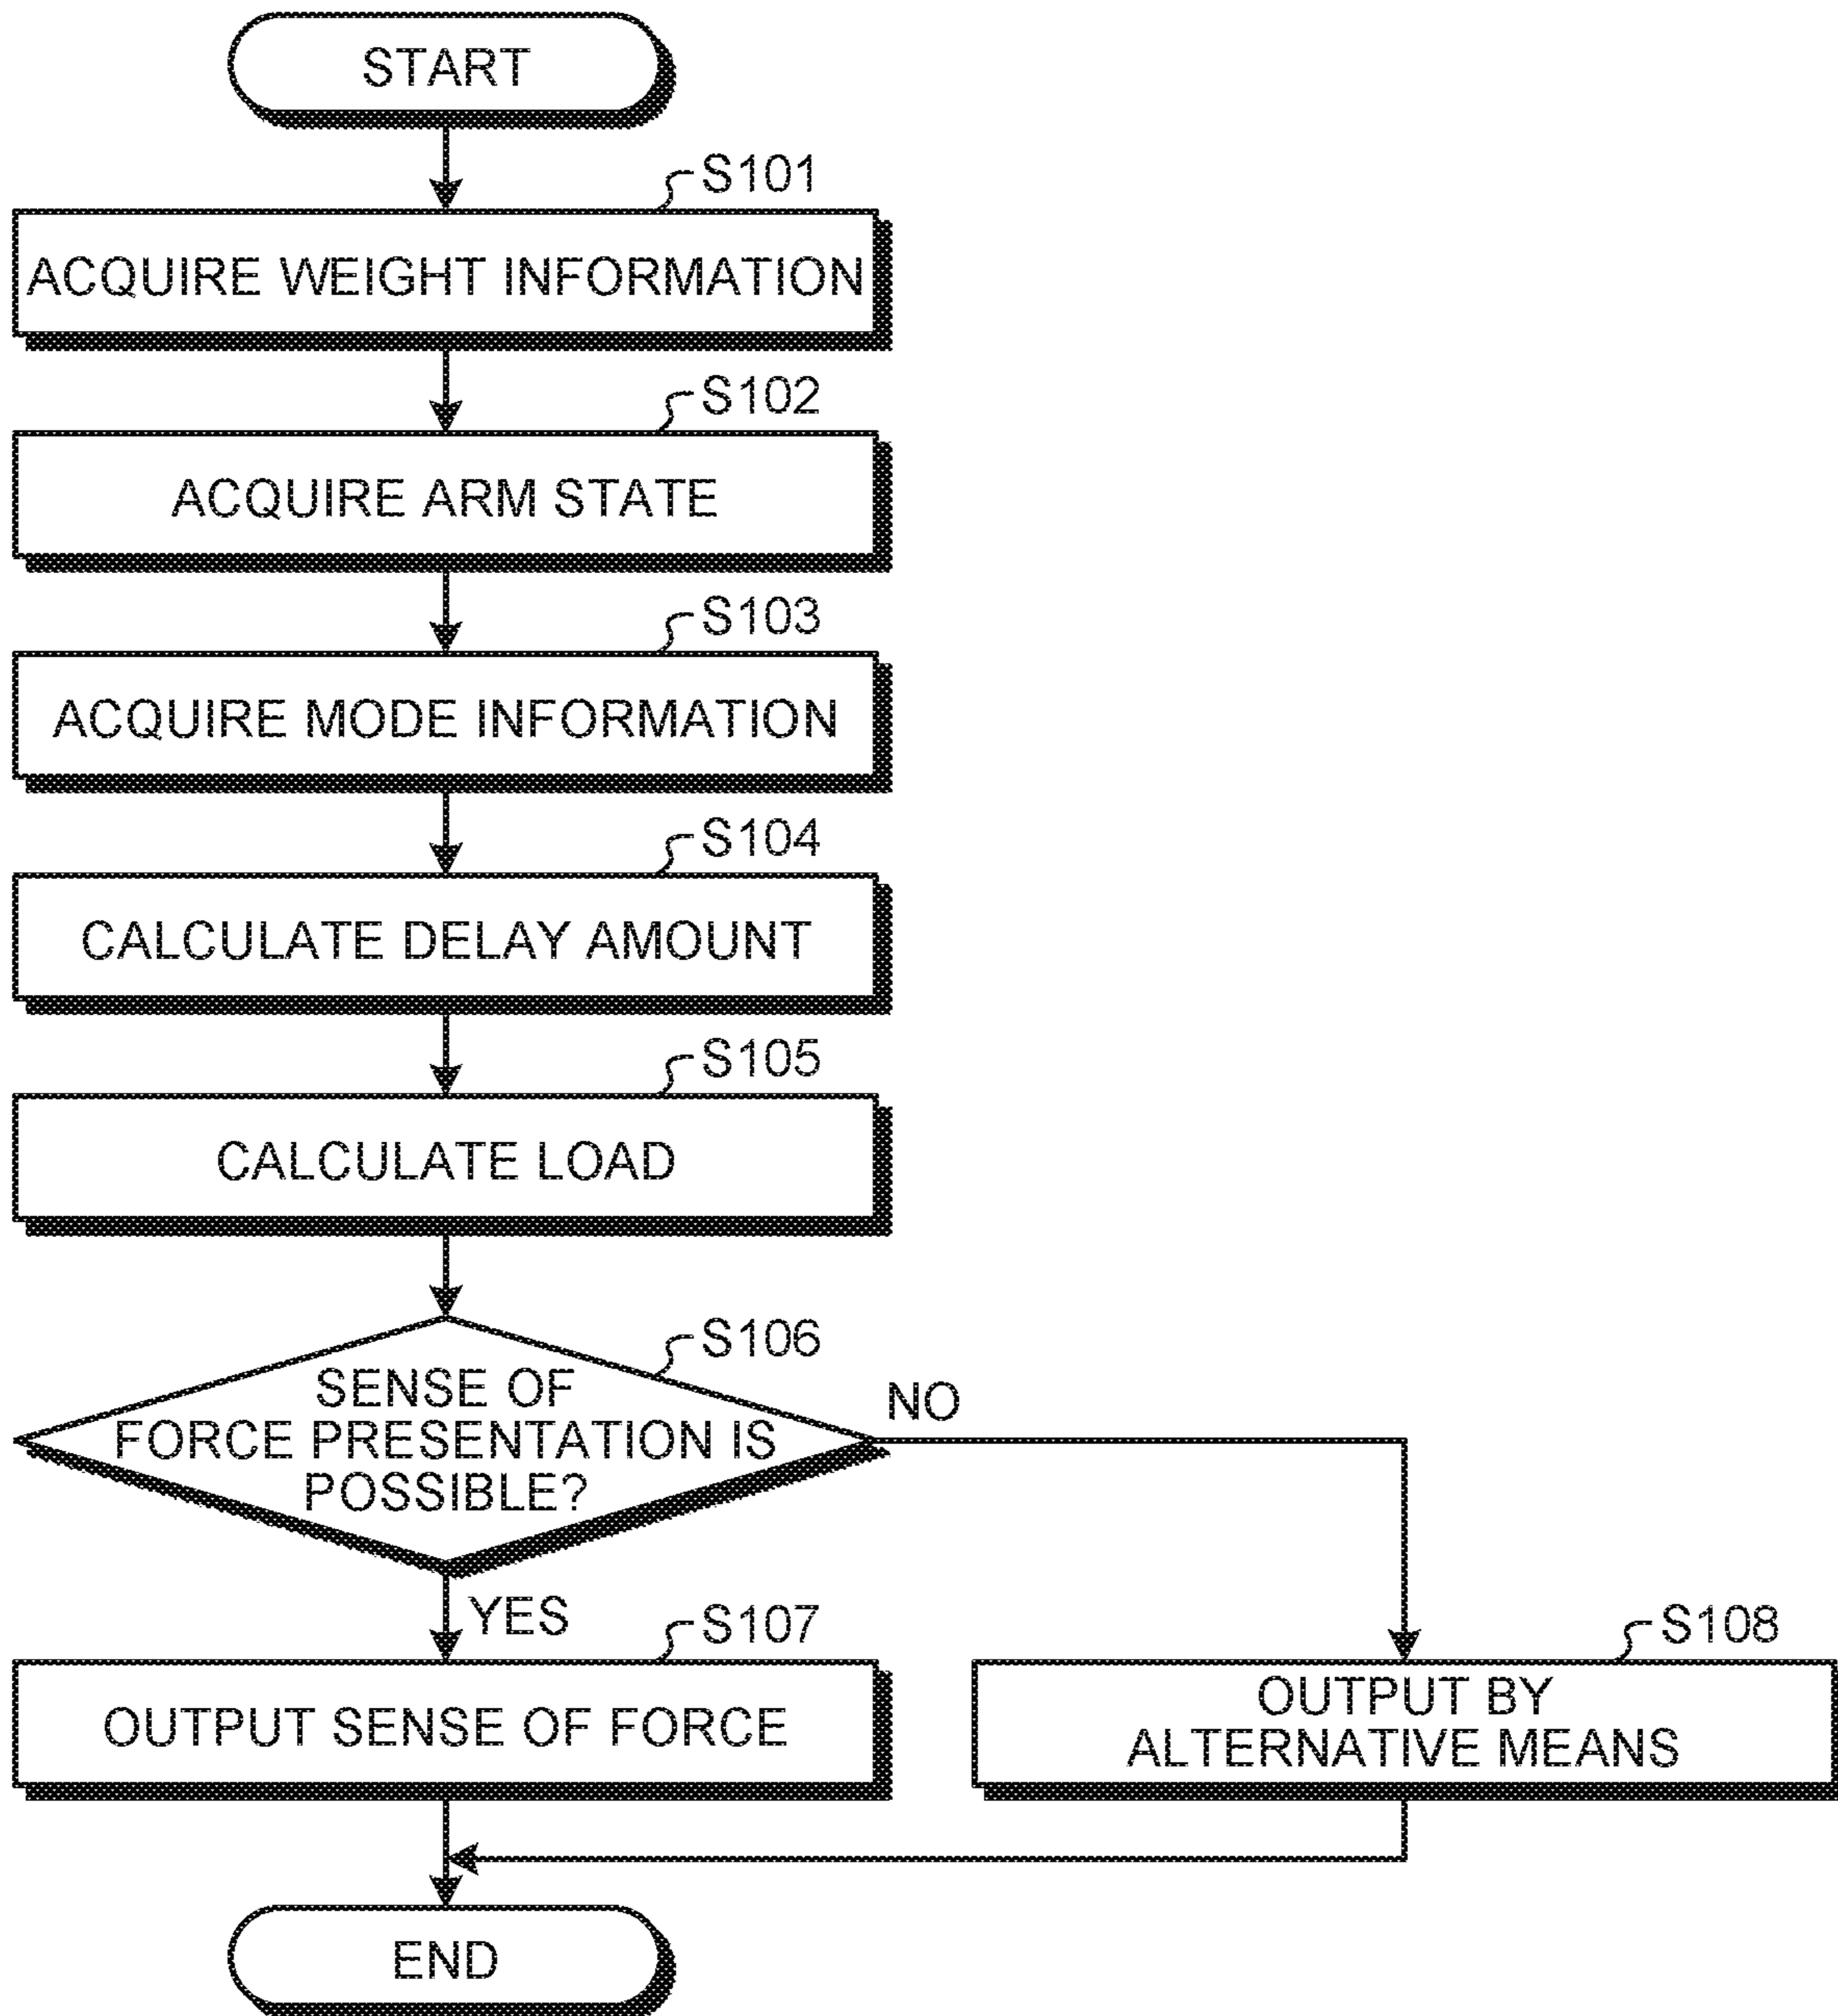 START
S101
ACQUIRE WEIGHT INFORMATION
S102
ACQUIRE ARM STATE
S103
ACQUIRE MODE INFORMATION
S104
CALCULATE DELAY AMOUNT
S105
CALCULATE LOAD
S106
SENSE OF
FORCE PRESENTATION IS
POSSIBLE?
NO
YES
S107
OUTPUT SENSE OF FORCE
S108
OUTPUT BY
ALTERNATIVE MEANS
END